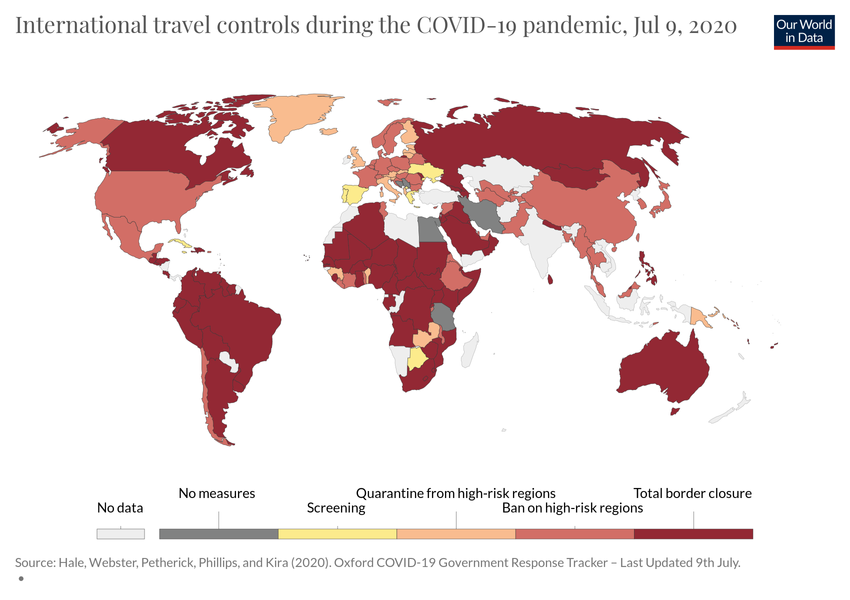 International travel controls during the COVID-19 pandemic, Jul 9, 2020
Our World
in Data
No data
No measures
Screening
Quarantine from high-risk regions
Ban on high-risk regions
Total border closure
Source: Hale, Webster, Petherick, Phillips, and Kira (2020). Oxford COVID-19 Government Response Tracker – Last Updated 9th July.